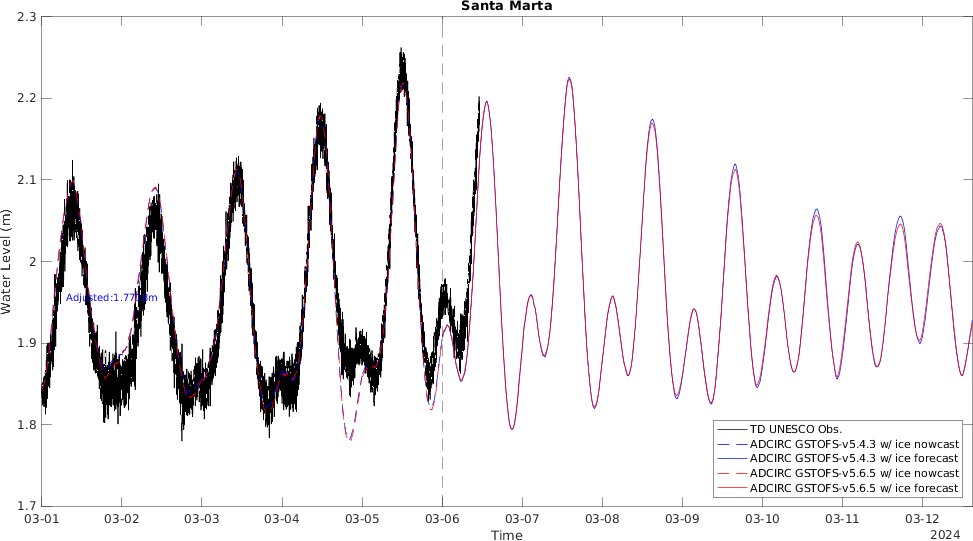 Santa Marta
Water Level (m)
2.3
2.2
2.1
2
1.9
1.8
1.7
TD UNESCO Obs.
ADCIRC GSTOFS-v5.4.3 w/ ice nowcast
ADCIRC GSTOFS-v5.4.3 w/ ice forecast
ADCIRC GSTOFS-v5.6.5 w/ ice nowcast
ADCIRC GSTOFS-v5.6.5 w/ ice forecast
03-01 03-02 03-03 03-04 03-05 03-06 03-07 03-08 03-09 03-10 03-11 03-12
Time
2024